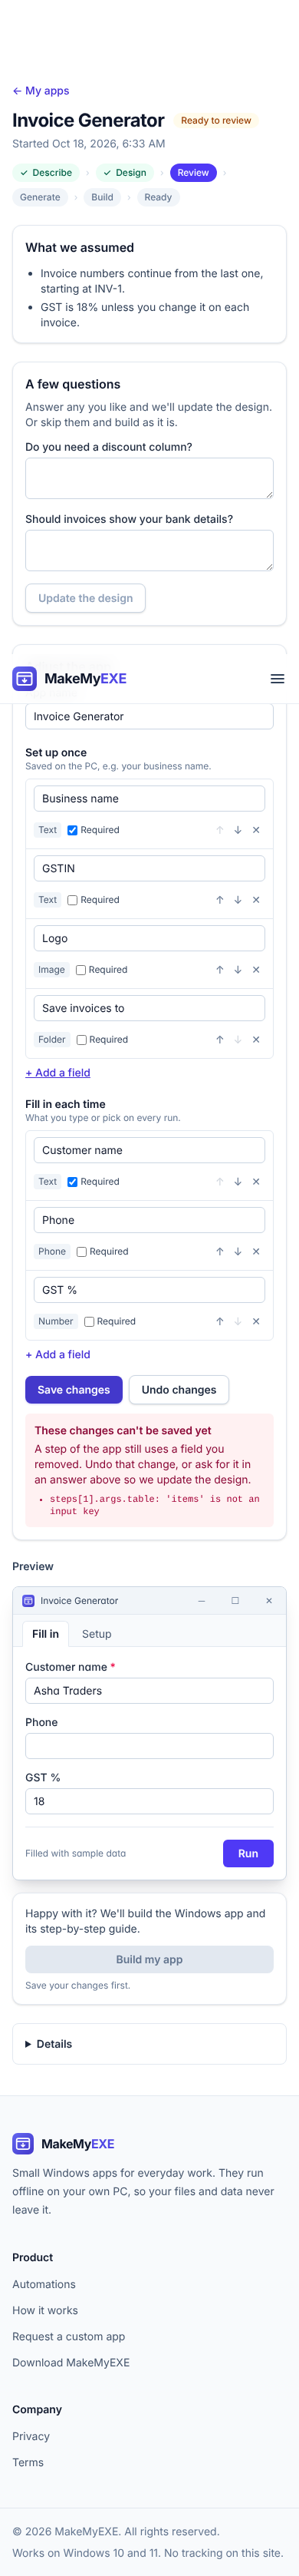 ← My apps
Invoice Generator Ready to review
Started Oct 18, 2026, 6:33 AM
✓ Describe › ✓ Design › Review ›
Generate › Build › Ready
What we assumed
• Invoice numbers continue from the last one,
starting at INV-1.
• GST is 18% unless you change it on each
invoice.
A few questions
Answer any you like and we'll update the design.
Or skip them and build as it is.
Do you need a discount column?
Should invoices show your bank details?
Update the design
MakeMyEXE
Invoice Generator
Set up once
Saved on the PC, e.g. your business name.
Business name
Text Required ↑ ↓ ×
GSTIN
Text Required ↑ ↓ ×
Logo
Image Required ↑ ↓ ×
Save invoices to
Folder Required ↑ ↓ ×
+ Add a field
Fill in each time
What you type or pick on every run.
Customer name
Text Required ↑ ↓ ×
Phone
Phone Required ↑ ↓ ×
GST %
Number Required ↑ ↓ ×
+ Add a field
Save changes Undo changes
These changes can't be saved yet
A step of the app still uses a field you
removed. Undo that change, or ask for it in
an answer above so we update the design.
• steps[1].args.table: 'items' is not an
input key
Preview
Invoice Generator
Fill in Setup
Customer name *
Asha Traders
Phone
GST %
18
Filled with sample data Run
Happy with it? We'll build the Windows app and
its step-by-step guide.
Build my app
Save your changes first.
▶ Details
MakeMyEXE
Small Windows apps for everyday work. They run
offline on your own PC, so your files and data never
leave it.
Product
Automations
How it works
Request a custom app
Download MakeMyEXE
Company
Privacy
Terms
© 2026 MakeMyEXE. All rights reserved.
Works on Windows 10 and 11. No tracking on this site.